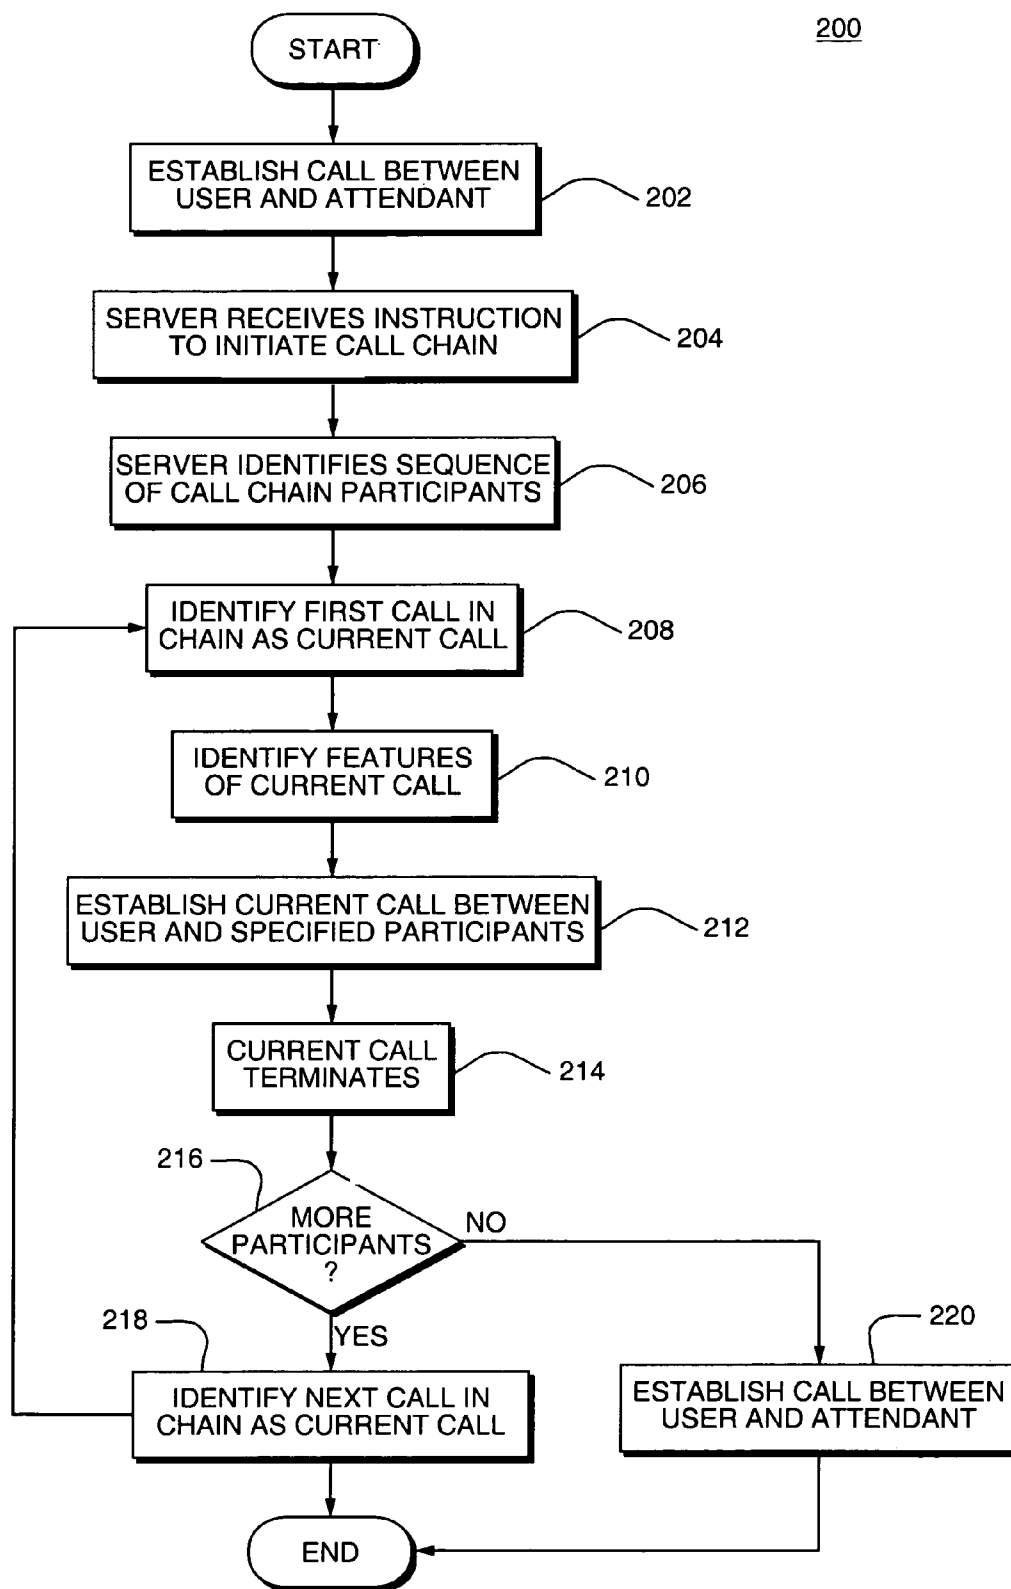 200
START
ESTABLISH CALL BETWEEN
USER AND ATTENDANT
202
SERVER RECEIVES INSTRUCTION
TO INITIATE CALL CHAIN
204
SERVER IDENTIFIES SEQUENCE
OF CALL CHAIN PARTICIPANTS
206
IDENTIFY FIRST CALL IN
CHAIN AS CURRENT CALL
208
IDENTIFY FEATURES
OF CURRENT CALL
210
ESTABLISH CURRENT CALL BETWEEN
USER AND SPECIFIED PARTICIPANTS
212
CURRENT CALL
TERMINATES
214
216
MORE
PARTICIPANTS
?
NO
YES
218
IDENTIFY NEXT CALL IN
CHAIN AS CURRENT CALL
220
ESTABLISH CALL BETWEEN
USER AND ATTENDANT
END